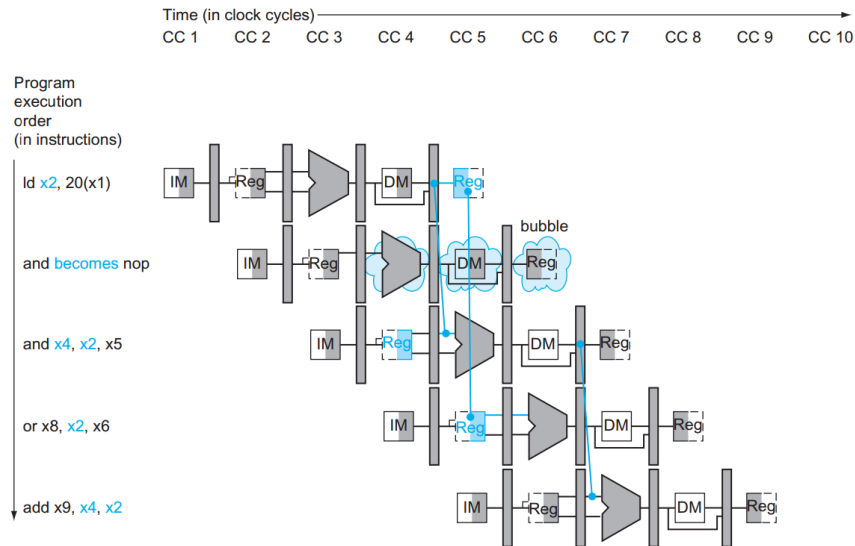 Time (in clock cycles)
CC 1 CC 2 CC 3 CC 4 CC 5 CC 6 CC 7 CC 8 CC 9 CC 10
Program
execution
order
(in instructions)
ld x2, 20(x1)
IM Reg DM Reg
bubble
and becomes nop
IM Reg DM Reg
and x4, x2, x5
IM Reg DM Reg
or x8, x2, x6
IM Reg DM Reg
add x9, x4, x2
IM Reg DM Reg